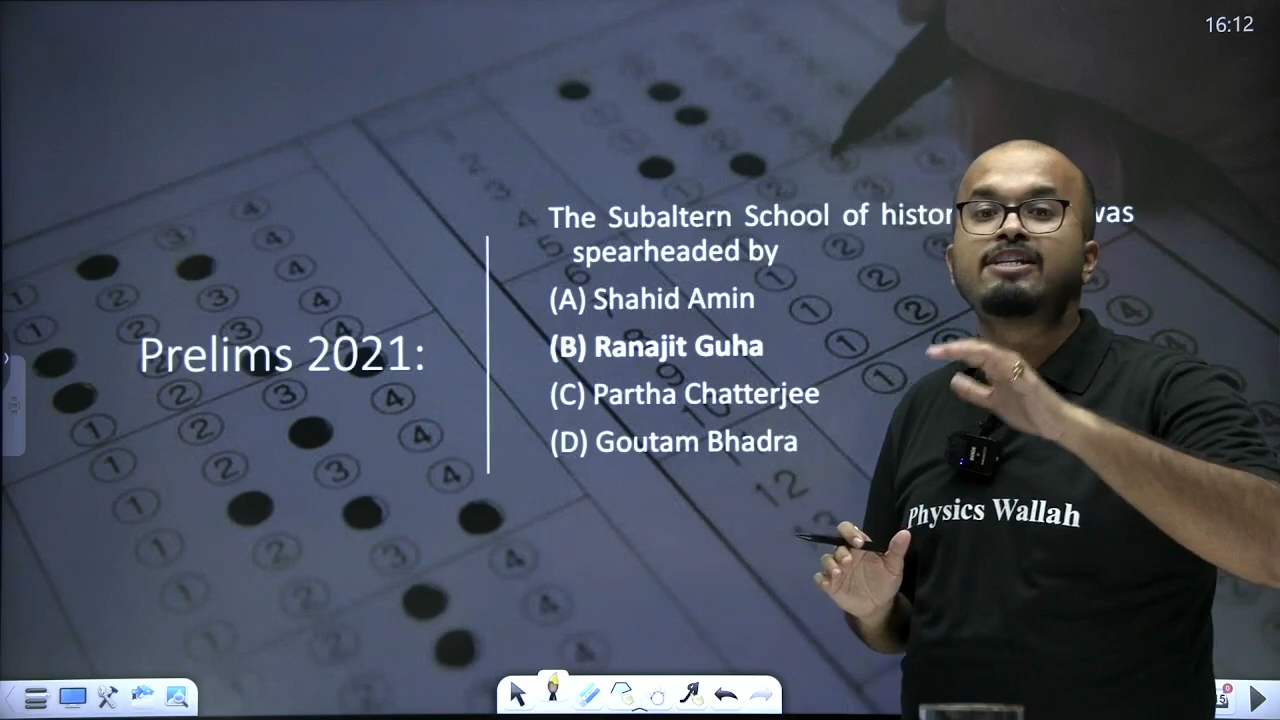 16:12
The Subaltern School of histor was
spearheaded by
(A) Shahid Amin
(B) Ranajit Guha
Prelims 2021:
(C) Partha Chatterjee
(D) Goutam Bhadra
Physics Wallah